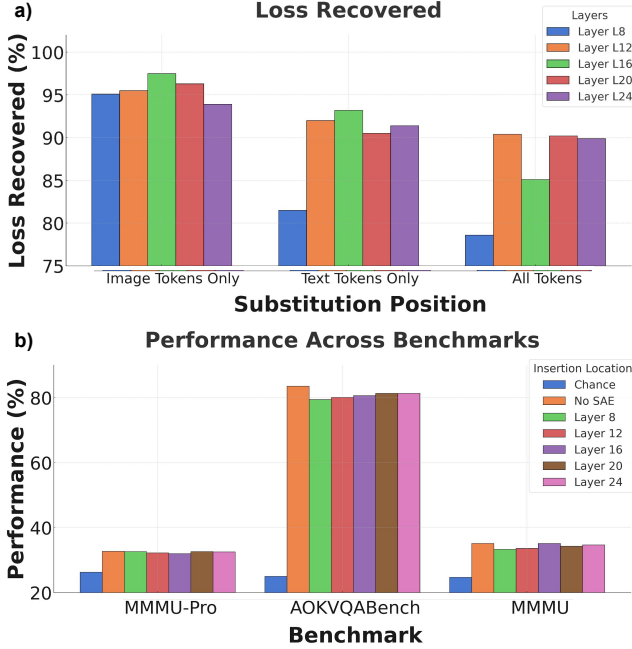 a)
Loss Recovered
Loss Recovered (%)
100
95
90
85
80
75
Layers
Layer L8
Layer L12
Layer L16
Layer L20
Layer L24
Image Tokens Only
Text Tokens Only
All Tokens
Substitution Position
b)
Performance Across Benchmarks
Performance (%)
80
60
40
20
Insertion Location
Chance
No SAE
Layer 8
Layer 12
Layer 16
Layer 20
Layer 24
MMMU-Pro
AOKVQABench
MMMU
Benchmark